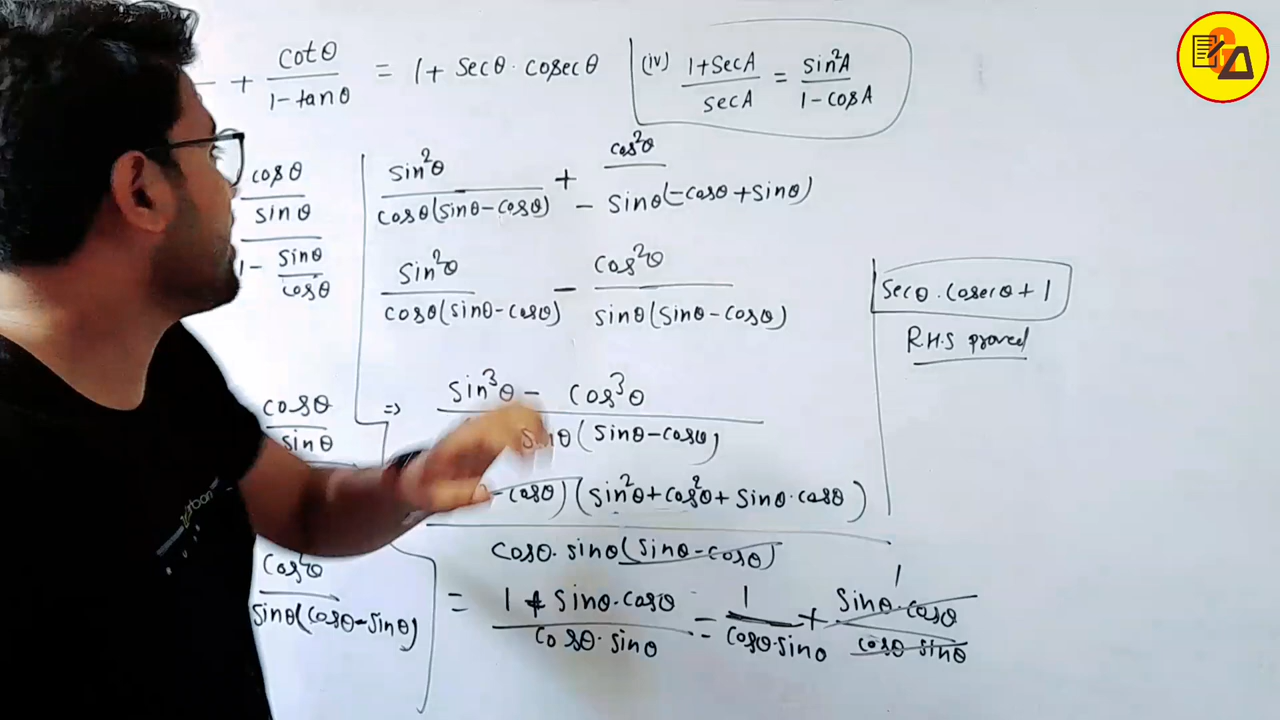 + cotθ/(1-tanθ) = 1 + secθ · cosecθ
(iv) (1+secA)/secA = sin²A/(1-cosA)
cosθ/sinθ
1 - sinθ/cosθ
sin²θ/(cosθ(sinθ-cosθ)) + cos²θ/(- sinθ(-cosθ+sinθ))
sin²θ/(cosθ(sinθ-cosθ)) - cos²θ/(sinθ(sinθ-cosθ))
secθ.cosecθ+1
R.H.S proved
cosθ/sinθ
=> sin³θ - cos³θ
sinθ(sinθ-cosθ)
-cosθ)(sin²θ+cos²θ+sinθ.cosθ)
cosθ.sinθ(sinθ-cosθ)
cos²θ/(sinθ(cosθ-sinθ))
= (1+sinθ.cosθ)/(cosθ.sinθ) = 1/(cosθ.sinθ) + sinθ.cosθ/(cosθ sinθ) 1